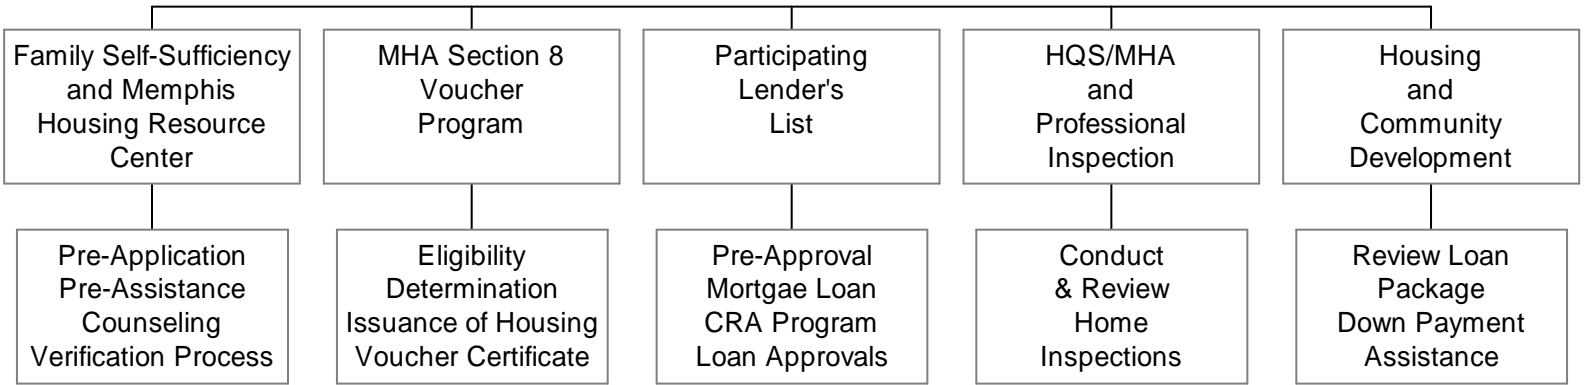 Family Self-Sufficiency
and Memphis
Housing Resource
Center
MHA Section 8
Voucher
Program
Participating
Lender's
List
HQS/MHA
and
Professional
Inspection
Housing
and
Community
Development
Pre-Application
Pre-Assistance
Counseling
Verification Process
Eligibility
Determination
Issuance of Housing
Voucher Certificate
Pre-Approval
Mortgae Loan
CRA Program
Loan Approvals
Conduct
& Review
Home
Inspections
Review Loan
Package
Down Payment
Assistance